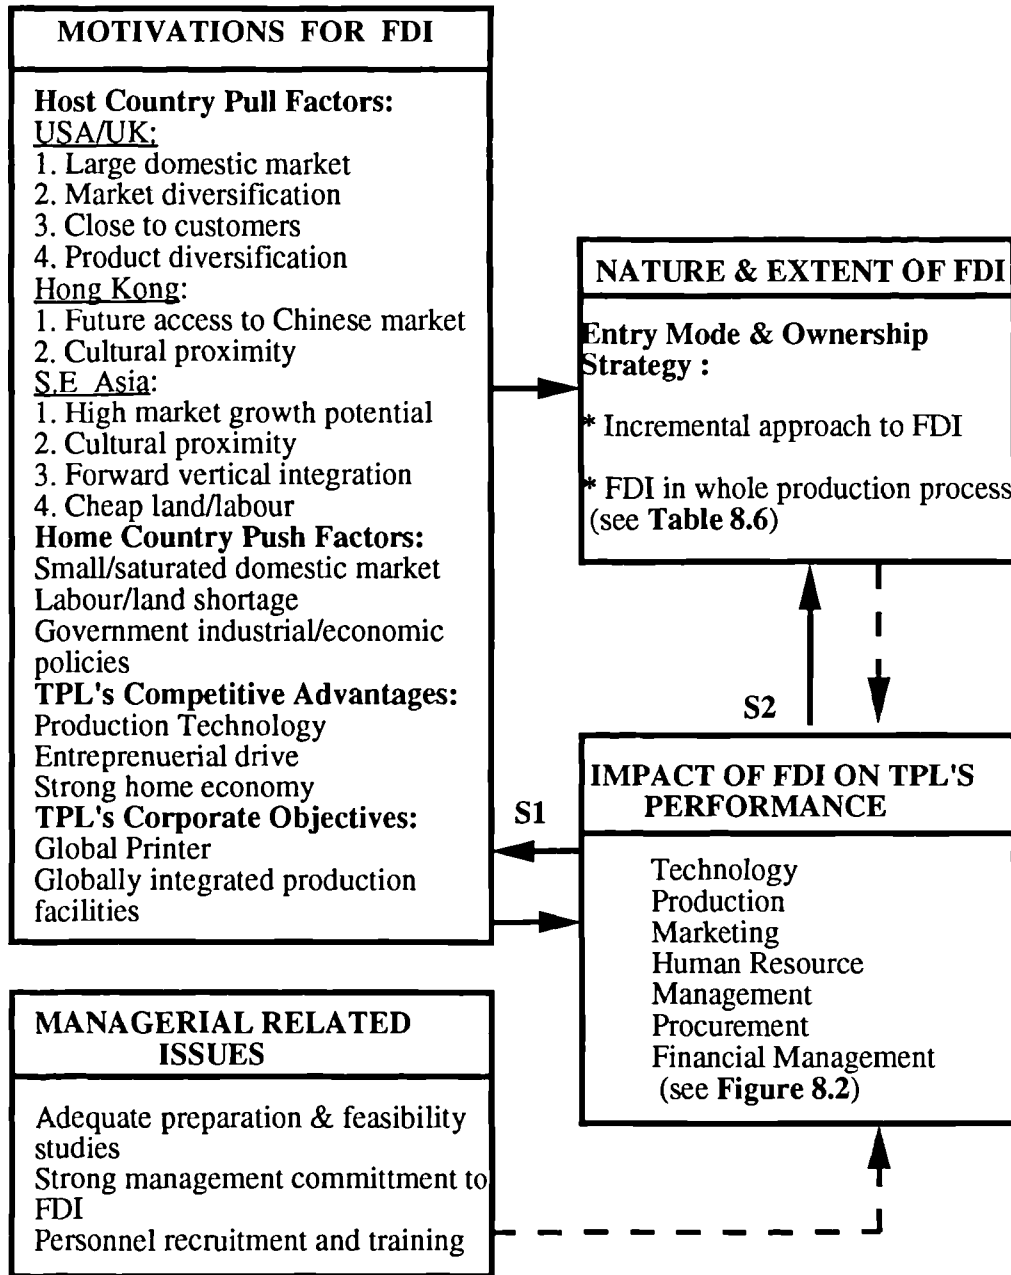 MOTIVATIONS FOR FDI
Host Country Pull Factors:
USA/UK:
1. Large domestic market
2. Market diversification
3. Close to customers
4. Product diversification
Hong Kong:
1. Future access to Chinese market
2. Cultural proximity
S.E Asia:
1. High market growth potential
2. Cultural proximity
3. Forward vertical integration
4. Cheap land/labour
Home Country Push Factors:
Small/saturated domestic market
Labour/land shortage
Government industrial/economic
policies
TPL's Competitive Advantages:
Production Technology
Entreprenuerial drive
Strong home economy
TPL's Corporate Objectives:
Global Printer
Globally integrated production
facilities
NATURE & EXTENT OF FDI
Entry Mode & Ownership
Strategy :
* Incremental approach to FDI
* FDI in whole production process
(see Table 8.6)
S2
S1
IMPACT OF FDI ON TPL'S
PERFORMANCE
Technology
Production
Marketing
Human Resource
Management
Procurement
Financial Management
(see Figure 8.2)
MANAGERIAL RELATED
ISSUES
Adequate preparation & feasibility
studies
Strong management committment to
FDI
Personnel recruitment and training